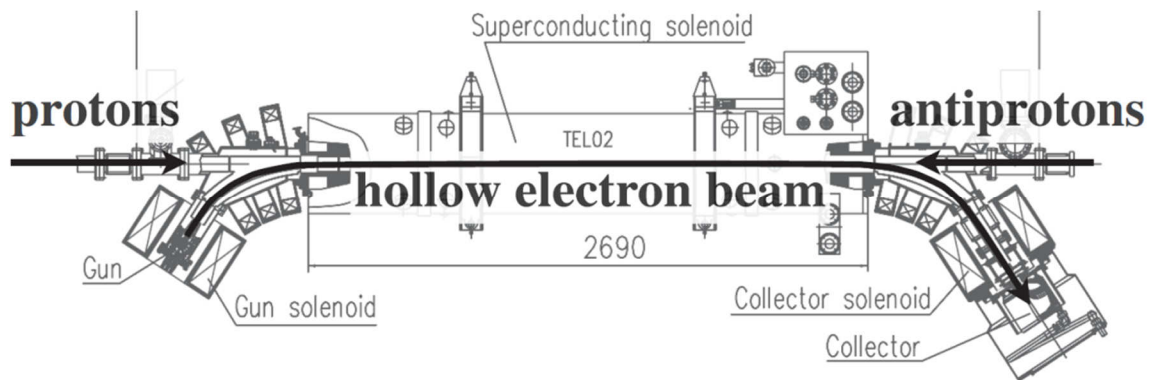 Superconducting solenoid
protons
antiprotons
TEL02
hollow electron beam
2690
Gun
Gun solenoid
Collector solenoid
Collector